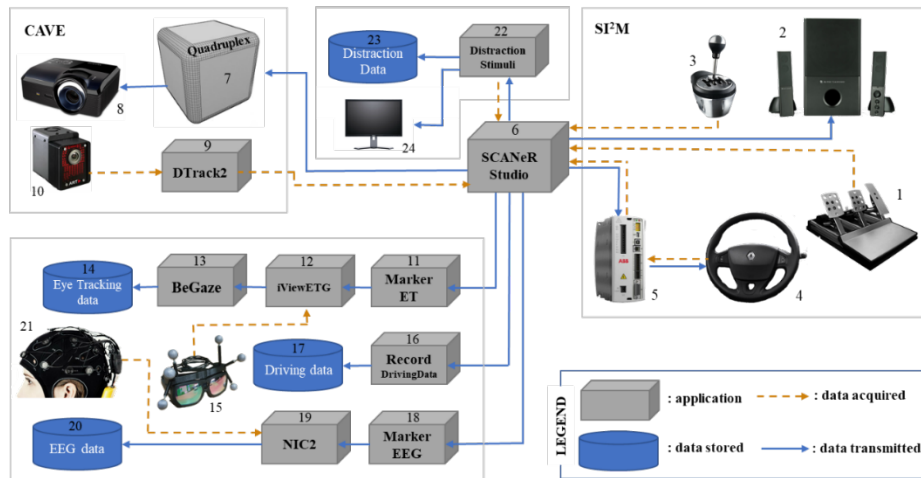 CAVE
Quadruplex
7
8
9
DTrack2
10
22
23
Distraction
Data
Distraction
Stimuli
24
6
SCANeR
Studio
SI²M
2
3
1
5
4
14
Eye Tracking
data
13
BeGaze
12
iViewETG
11
Marker
ET
21
15
17
Driving data
16
Record
DrivingData
20
EEG data
19
NIC2
18
Marker
EEG
LEGEND
: application
: data acquired
: data stored
: data transmitted